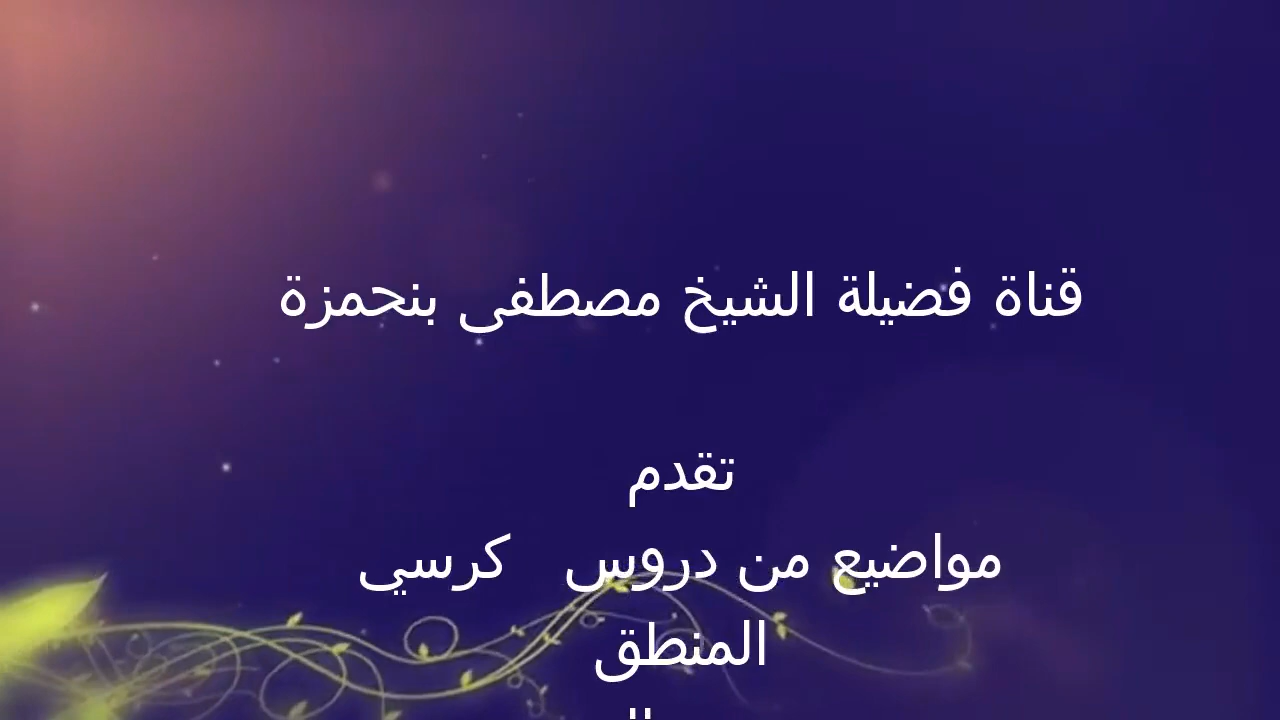 قناة فضيلة الشيخ مصطفى بنحمزة
تقدم
مواضيع من دروس كرسي
المنطق